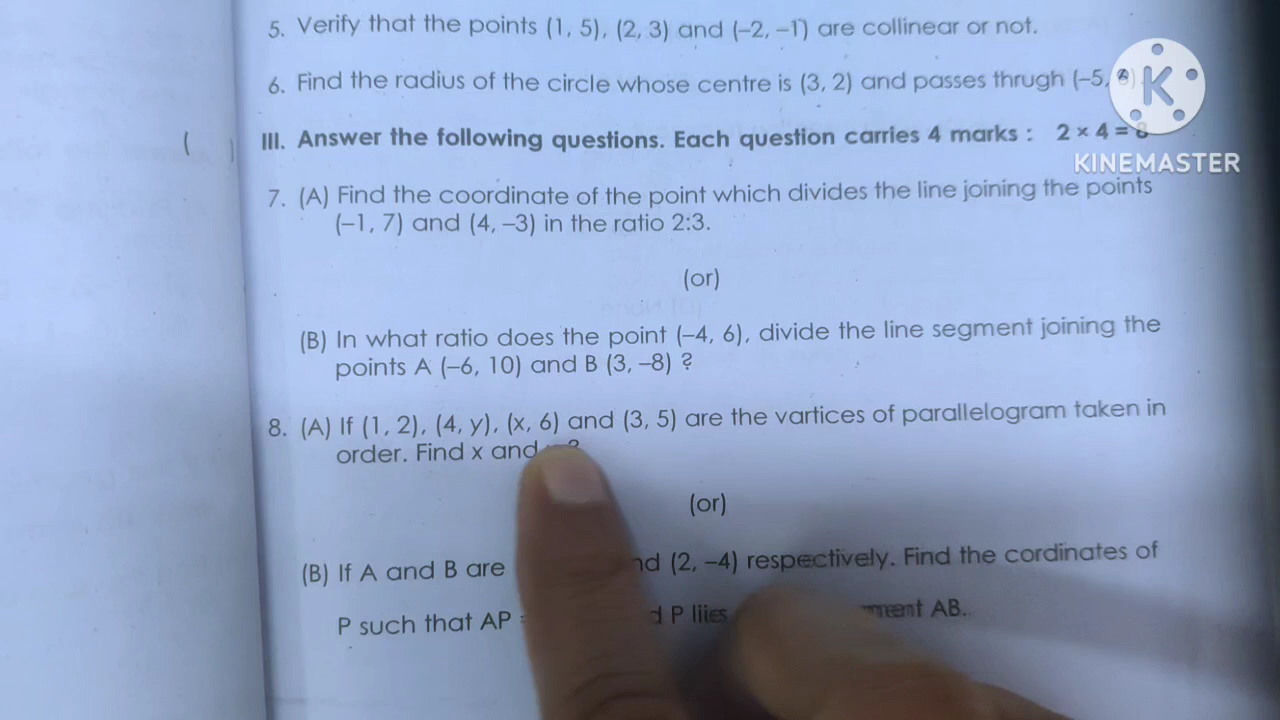 5. Verify that the points (1, 5), (2, 3) and (–2, –1) are collinear or not.
6. Find the radius of the circle whose centre is (3, 2) and passes thrugh (–5,
K
KINEMASTER
III. Answer the following questions. Each question carries 4 marks : 2 × 4 = 8
7. (A) Find the coordinate of the point which divides the line joining the points
(–1, 7) and (4, –3) in the ratio 2:3.
(or)
(B) In what ratio does the point (–4, 6), divide the line segment joining the
points A (–6, 10) and B (3, –8) ?
8. (A) If (1, 2), (4, y), (x, 6) and (3, 5) are the vartices of parallelogram taken in
order. Find x and
(or)
(B) If A and B are (2, –4) respectively. Find the cordinates of
P such that AP P liies AB.